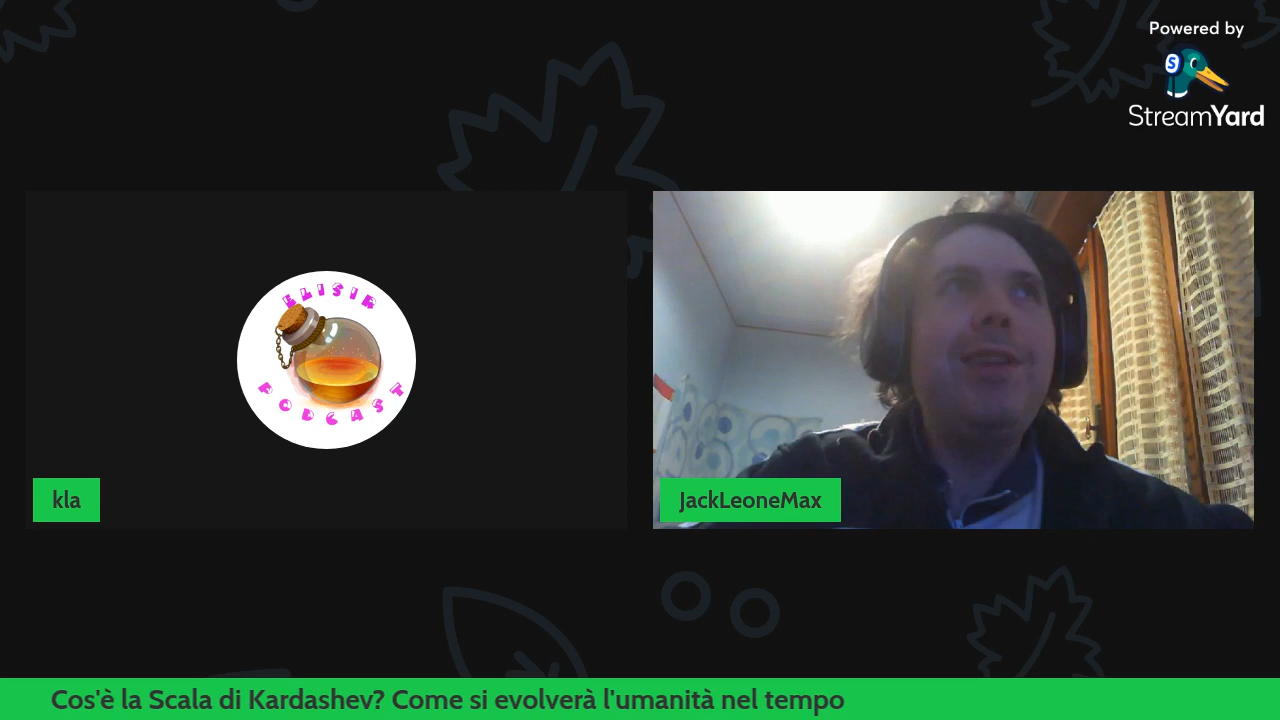 Powered by
S
StreamYard
ELISIR
PODCAST
kla
JackLeoneMax
Cos'è la Scala di Kardashev? Come si evolverà l'umanità nel tempo